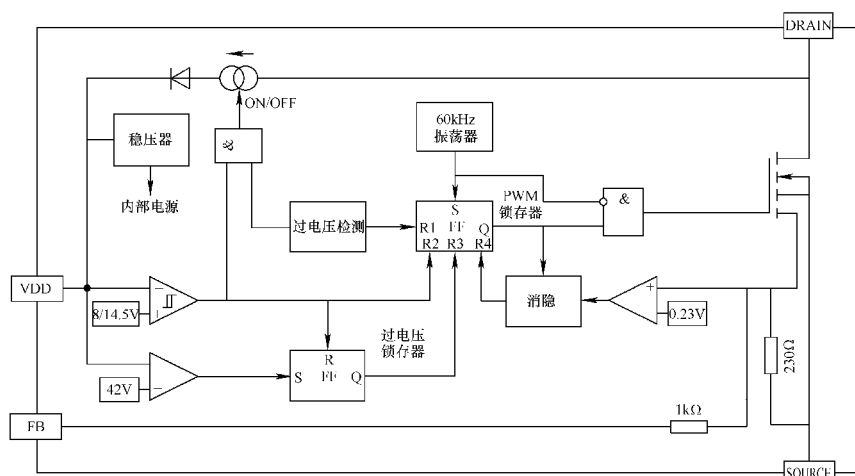 DRAIN
ON/OFF
稳压器
&
60kHz
振荡器
内部电源
过电压检测
S
R1 FF Q
R2 R3 R4
PWM
锁存器
&
VDD
8/14.5V
−
+
消隐
+
0.23V
过电压
锁存器
R
S FF Q
42V
−
230Ω
1kΩ
FB
SOURCE